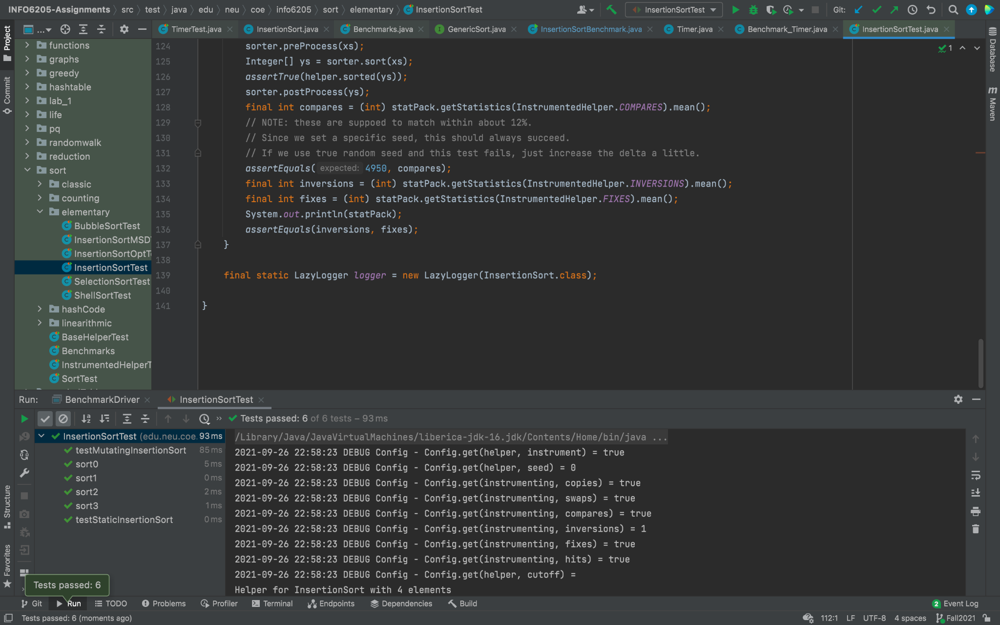 INFO6205-Assignments src test java edu neu coe info6205 sort elementary InsertionSortTest
InsertionSortTest Git:
Project
Commit
Structure
Favorites
... TimerTest.java InsertionSort.java Benchmarks.java GenericSort.java InsertionSortBenchmark.java Timer.java Benchmark_Timer.java InsertionSortTest.java
Database
Maven
functions
graphs
greedy
hashtable
lab_1
life
pq
randomwalk
reduction
sort
classic
counting
elementary
BubbleSortTest
InsertionSortMSD
InsertionSortOptT
InsertionSortTest
SelectionSortTest
ShellSortTest
hashCode
linearithmic
BaseHelperTest
Benchmarks
InstrumentedHelperT
SortTest
1
124 sorter.preProcess(xs);
125 Integer[] ys = sorter.sort(xs);
126 assertTrue(helper.sorted(ys));
127 sorter.postProcess(ys);
128 final int compares = (int) statPack.getStatistics(InstrumentedHelper.COMPARES).mean();
129 // NOTE: these are suppoed to match within about 12%.
130 // Since we set a specific seed, this should always succeed.
131 // If we use true random seed and this test fails, just increase the delta a little.
132 assertEquals( expected: 4950, compares);
133 final int inversions = (int) statPack.getStatistics(InstrumentedHelper.INVERSIONS).mean();
134 final int fixes = (int) statPack.getStatistics(InstrumentedHelper.FIXES).mean();
135 System.out.println(statPack);
136 assertEquals(inversions, fixes);
137 }
138
139 final static LazyLogger logger = new LazyLogger(InsertionSort.class);
140
141 }
Run: BenchmarkDriver InsertionSortTest
Tests passed: 6 of 6 tests – 93 ms
InsertionSortTest (edu.neu.coe. 93 ms
testMutatingInsertionSort 85 ms
sort0 5 ms
sort1 0 ms
sort2 2 ms
sort3 1 ms
testStaticInsertionSort 0 ms
/Library/Java/JavaVirtualMachines/liberica-jdk-16.jdk/Contents/Home/bin/java ...
2021-09-26 22:58:23 DEBUG Config - Config.get(helper, instrument) = true
2021-09-26 22:58:23 DEBUG Config - Config.get(helper, seed) = 0
2021-09-26 22:58:23 DEBUG Config - Config.get(instrumenting, copies) = true
2021-09-26 22:58:23 DEBUG Config - Config.get(instrumenting, swaps) = true
2021-09-26 22:58:23 DEBUG Config - Config.get(instrumenting, compares) = true
2021-09-26 22:58:23 DEBUG Config - Config.get(instrumenting, inversions) = 1
2021-09-26 22:58:23 DEBUG Config - Config.get(instrumenting, fixes) = true
2021-09-26 22:58:23 DEBUG Config - Config.get(instrumenting, hits) = true
2021-09-26 22:58:23 DEBUG Config - Config.get(helper, cutoff) =
Helper for InsertionSort with 4 elements
Tests passed: 6
Git Run TODO Problems Profiler Terminal Endpoints Dependencies Build 2 Event Log
Tests passed: 6 (moments ago) 112:1 LF UTF-8 4 spaces Fall2021